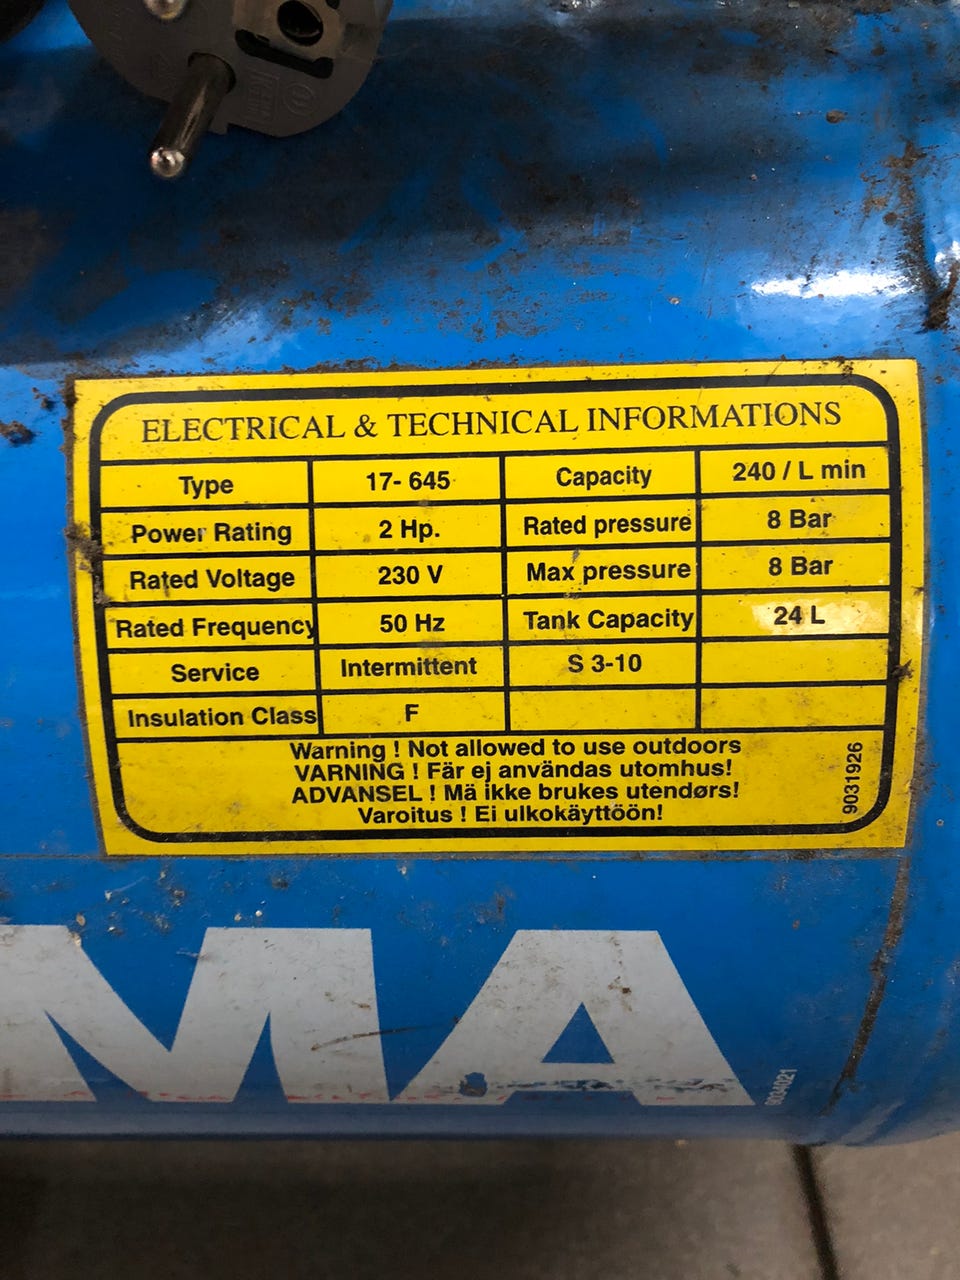 ELECTRICAL & TECHNICAL INFORMATIONS
Type 17- 645 Capacity 240 / L min
Power Rating 2 Hp. Rated pressure 8 Bar
Rated Voltage 230 V Max pressure 8 Bar
Rated Frequency 50 Hz Tank Capacity 24 L
Service Intermittent S 3-10
Insulation Class F
Warning ! Not allowed to use outdoors
VARNING ! Fär ej användas utomhus!
ADVANSEL ! Mä ikke brukes utendørs!
Varoitus ! Ei ulkokäyttöön!
9031926
MA